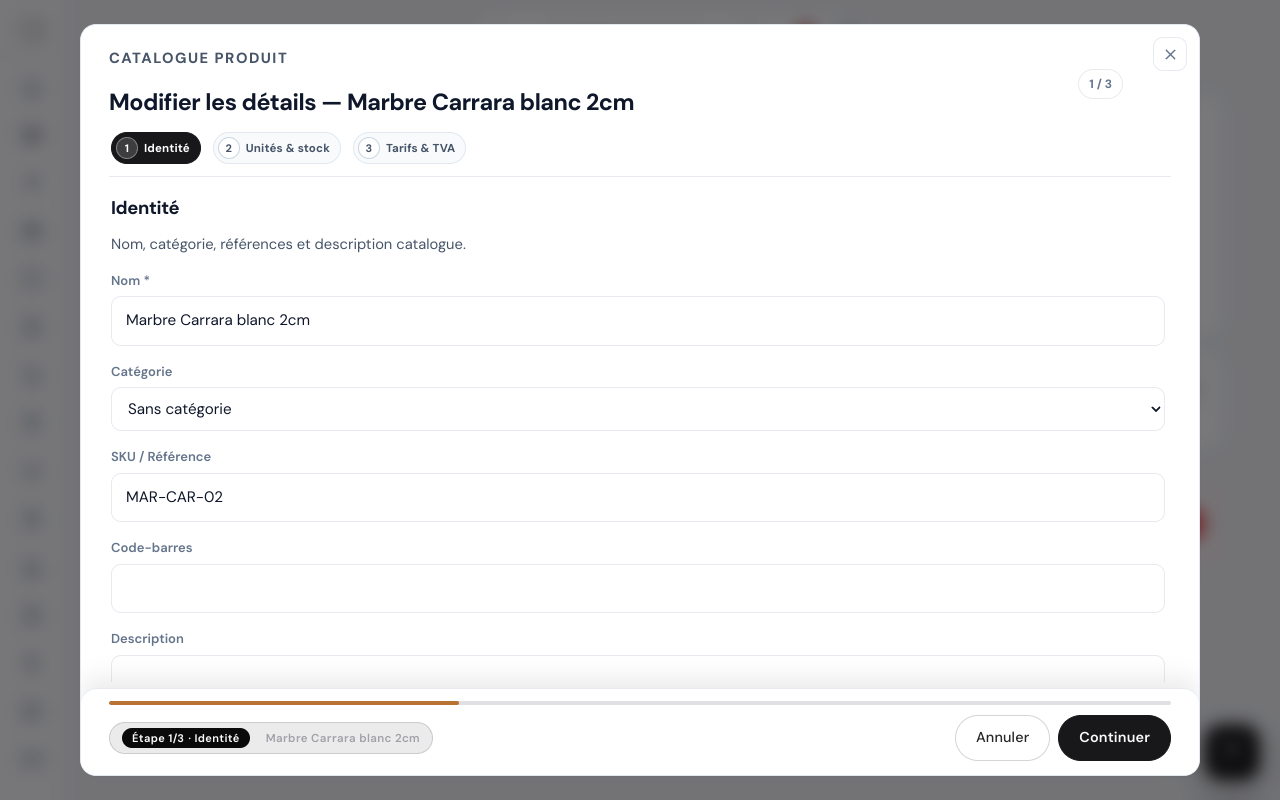 CATALOGUE PRODUIT
1 / 3
Modifier les détails — Marbre Carrara blanc 2cm
1 Identité
2 Unités & stock
3 Tarifs & TVA
Identité
Nom, catégorie, références et description catalogue.
Nom *
Marbre Carrara blanc 2cm
Catégorie
Sans catégorie
SKU / Référence
MAR-CAR-02
Code-barres
Description
Étape 1/3 · Identité
Marbre Carrara blanc 2cm
Annuler
Continuer